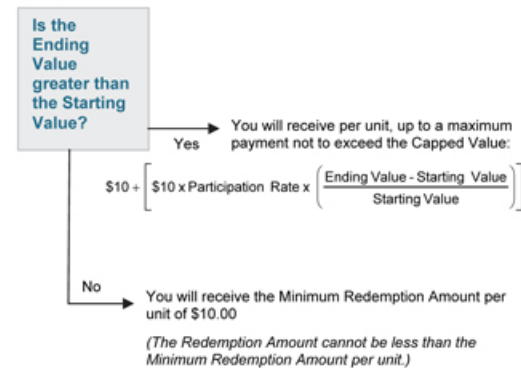 Is the
Ending
Value
greater than
the Starting
Value?
Yes
You will receive per unit, up to a maximum
payment not to exceed the Capped Value:
$10 + [ $10 x Participation Rate x ( Ending Value - Starting Value
Starting Value ) ]
No
You will receive the Minimum Redemption Amount per
unit of $10.00
(The Redemption Amount cannot be less than the
Minimum Redemption Amount per unit.)